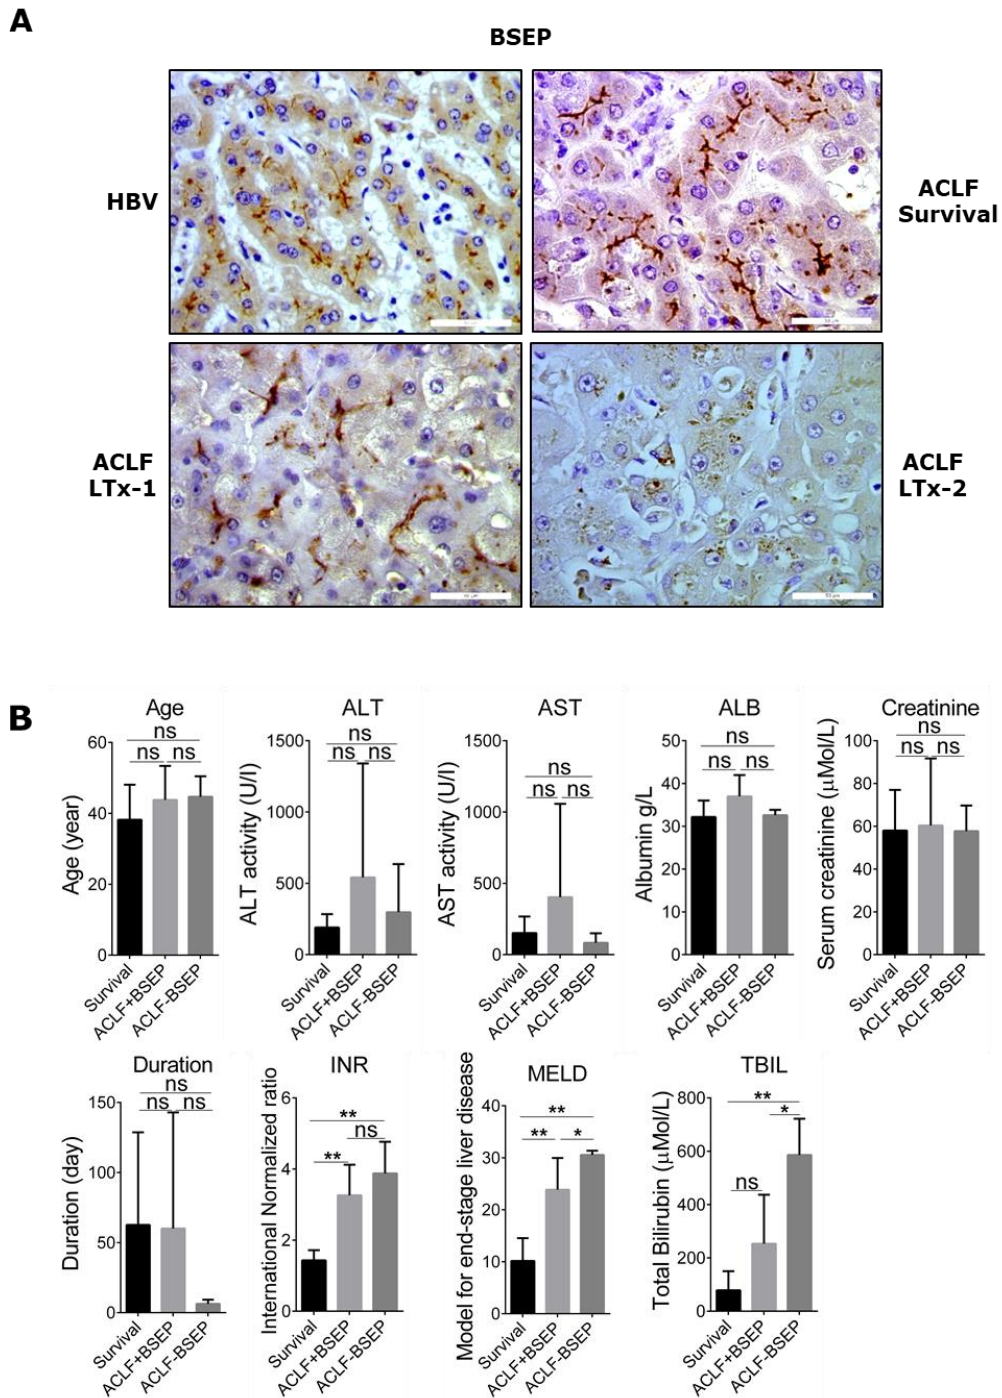 A
BSEP
HBV
ACLF
Survival
ACLF
LTx-1
ACLF
LTx-2
B
Age
ns
ns ns
60
40
20
0
Age (year)
Survival
ACLF+BSEP
ACLF-BSEP
ALT
ns
ns ns
1500
1000
500
0
ALT activity (U/l)
Survival
ACLF+BSEP
ACLF-BSEP
AST
ns
ns ns
1500
1000
500
0
AST activity (U/l)
Survival
ACLF+BSEP
ACLF-BSEP
ALB
ns
ns ns
50
40
30
20
10
0
Albumin g/L
Survival
ACLF+BSEP
ACLF-BSEP
Creatinine
ns
ns ns
100
80
60
40
20
0
Serum creatinine (μMol/L)
Survival
ACLF+BSEP
ACLF-BSEP
Duration
ns
ns ns
150
100
50
0
Duration (day)
Survival
ACLF+BSEP
ACLF-BSEP
INR
**
ns
**
6
4
2
0
International Normalized ratio
Survival
ACLF+BSEP
ACLF-BSEP
MELD
**
** *
40
30
20
10
0
Model for end-stage liver disease
Survival
ACLF+BSEP
ACLF-BSEP
TBIL
**
*
ns
800
600
400
200
0
Total Bilirubin (μMol/L)
Survival
ACLF+BSEP
ACLF-BSEP